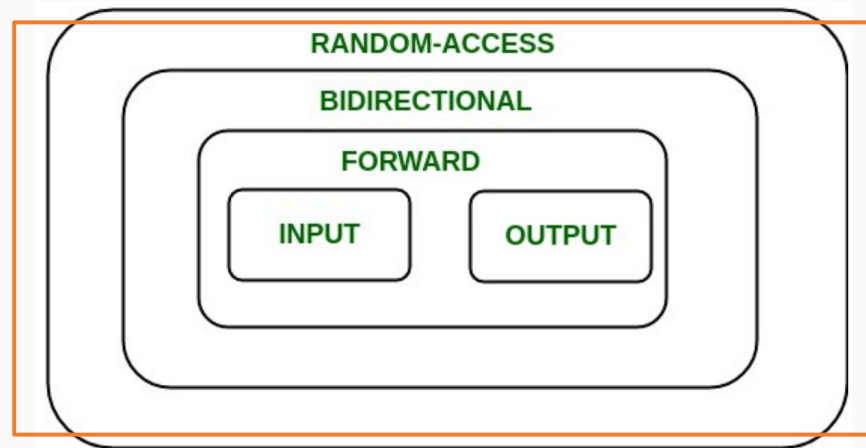 RANDOM-ACCESS
BIDIRECTIONAL
FORWARD
INPUT
OUTPUT